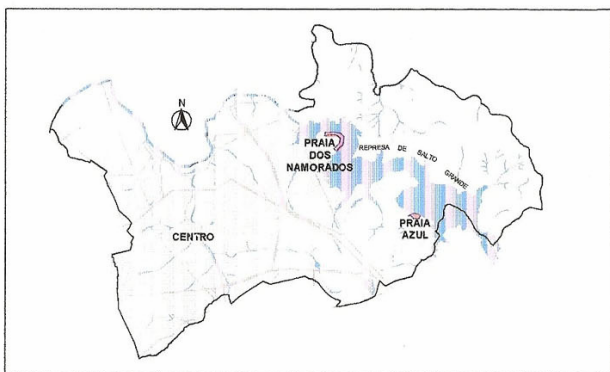 N
PRAIA
DOS
NAMORADOS
REPRESA DE SALTO GRANDE
PRAIA
AZUL
CENTRO